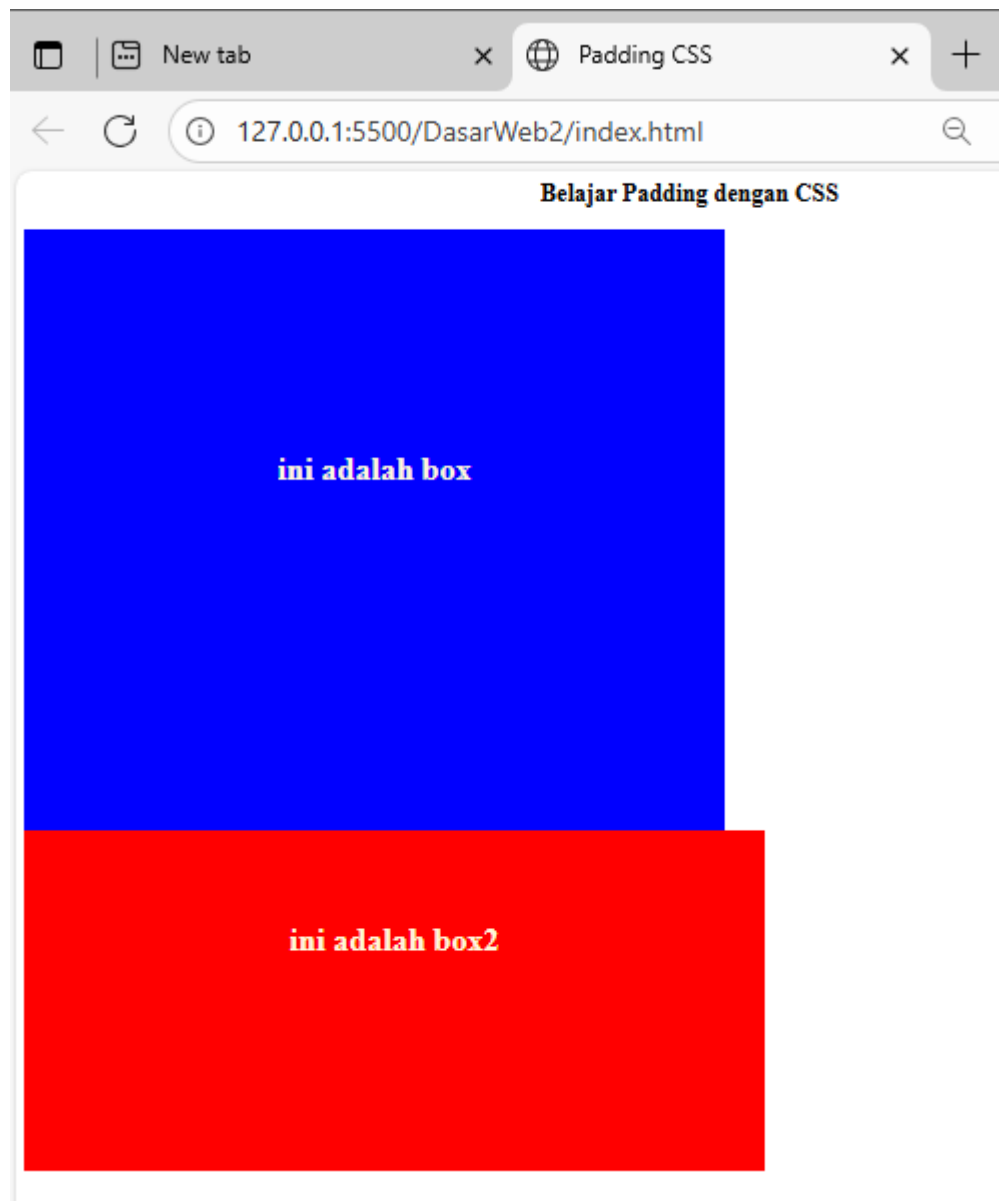 New tab
Padding CSS
127.0.0.1:5500/DasarWeb2/index.html
Belajar Padding dengan CSS
ini adalah box
ini adalah box2